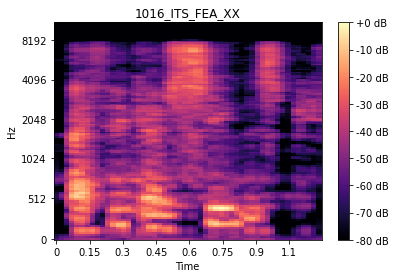 1016_ITS_FEA_XX
+0 dB
8192
-10 dB
4096
-20 dB
-30 dB
2048
Hz
-40 dB
1024
-50 dB
512
-60 dB
-70 dB
0
-80 dB
0 0.15 0.3 0.45 0.6 0.75 0.9 1.1
Time